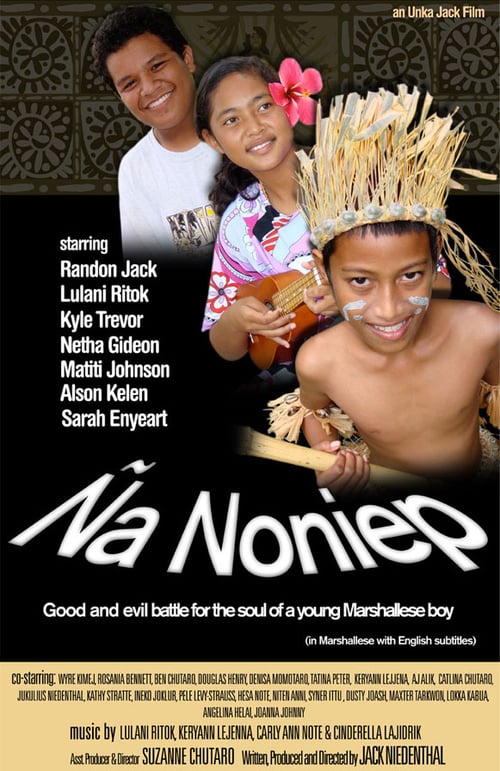 an Unka Jack Film
starring
Randon Jack
Lulani Ritok
Kyle Trevor
Netha Gideon
Matiti Johnson
Alson Kelen
Sarah Enyeart
Ña Noniep
Good and evil battle for the soul of a young Marshallese boy
(in Marshallese with English subtitles)
co-starring: WYRE KIMEJ, ROSANIA BENNETT, BEN CHUTARO, DOUGLAS HENRY, DENISA MOMOTARO, TATINA PETER, KERYANN LEJJENA, AJ ALIK, CATLINA CHUTARO,
JUKULIUS NIEDENTHAL, KATHY STRATTE, INEKO JOKLUR, PELE LEVY-STRAUSS, HESA NOTE, NITEN ANNI, SYNER ITTU , DUSTY JOASH, MAXTER TARKWON, LOKKA KABUA,
ANGELINA HELAI, JOANNA JOHNNY
music by LULANI RITOK, KERYANN LEJENNA, CARLY ANN NOTE & CINDERELLA LAJIDRIK
Asst Producer & Director SUZANNE CHUTARO Written, Produced and Directed by JACK NIEDENTHAL